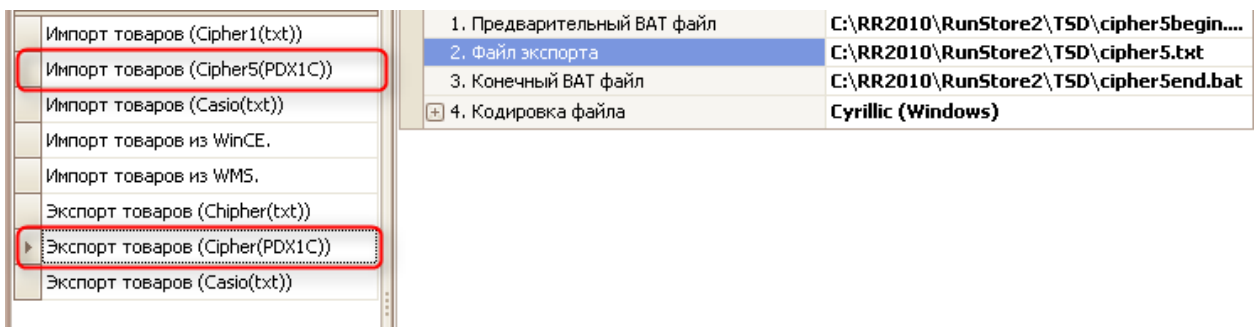 Импорт товаров (Cipher1(txt))
Импорт товаров (Cipher5(PDX1C))
Импорт товаров (Casio(txt))
Импорт товаров из WinCE.
Импорт товаров из WMS.
Экспорт товаров (Chipher(txt))
Экспорт товаров (Cipher(PDX1C))
Экспорт товаров (Casio(txt))
1. Предварительный BAT файл C:\RR2010\RunStore2\TSD\cipher5begin....
2. Файл экспорта C:\RR2010\RunStore2\TSD\cipher5.txt
3. Конечный BAT файл C:\RR2010\RunStore2\TSD\cipher5end.bat
4. Кодировка файла Cyrillic (Windows)